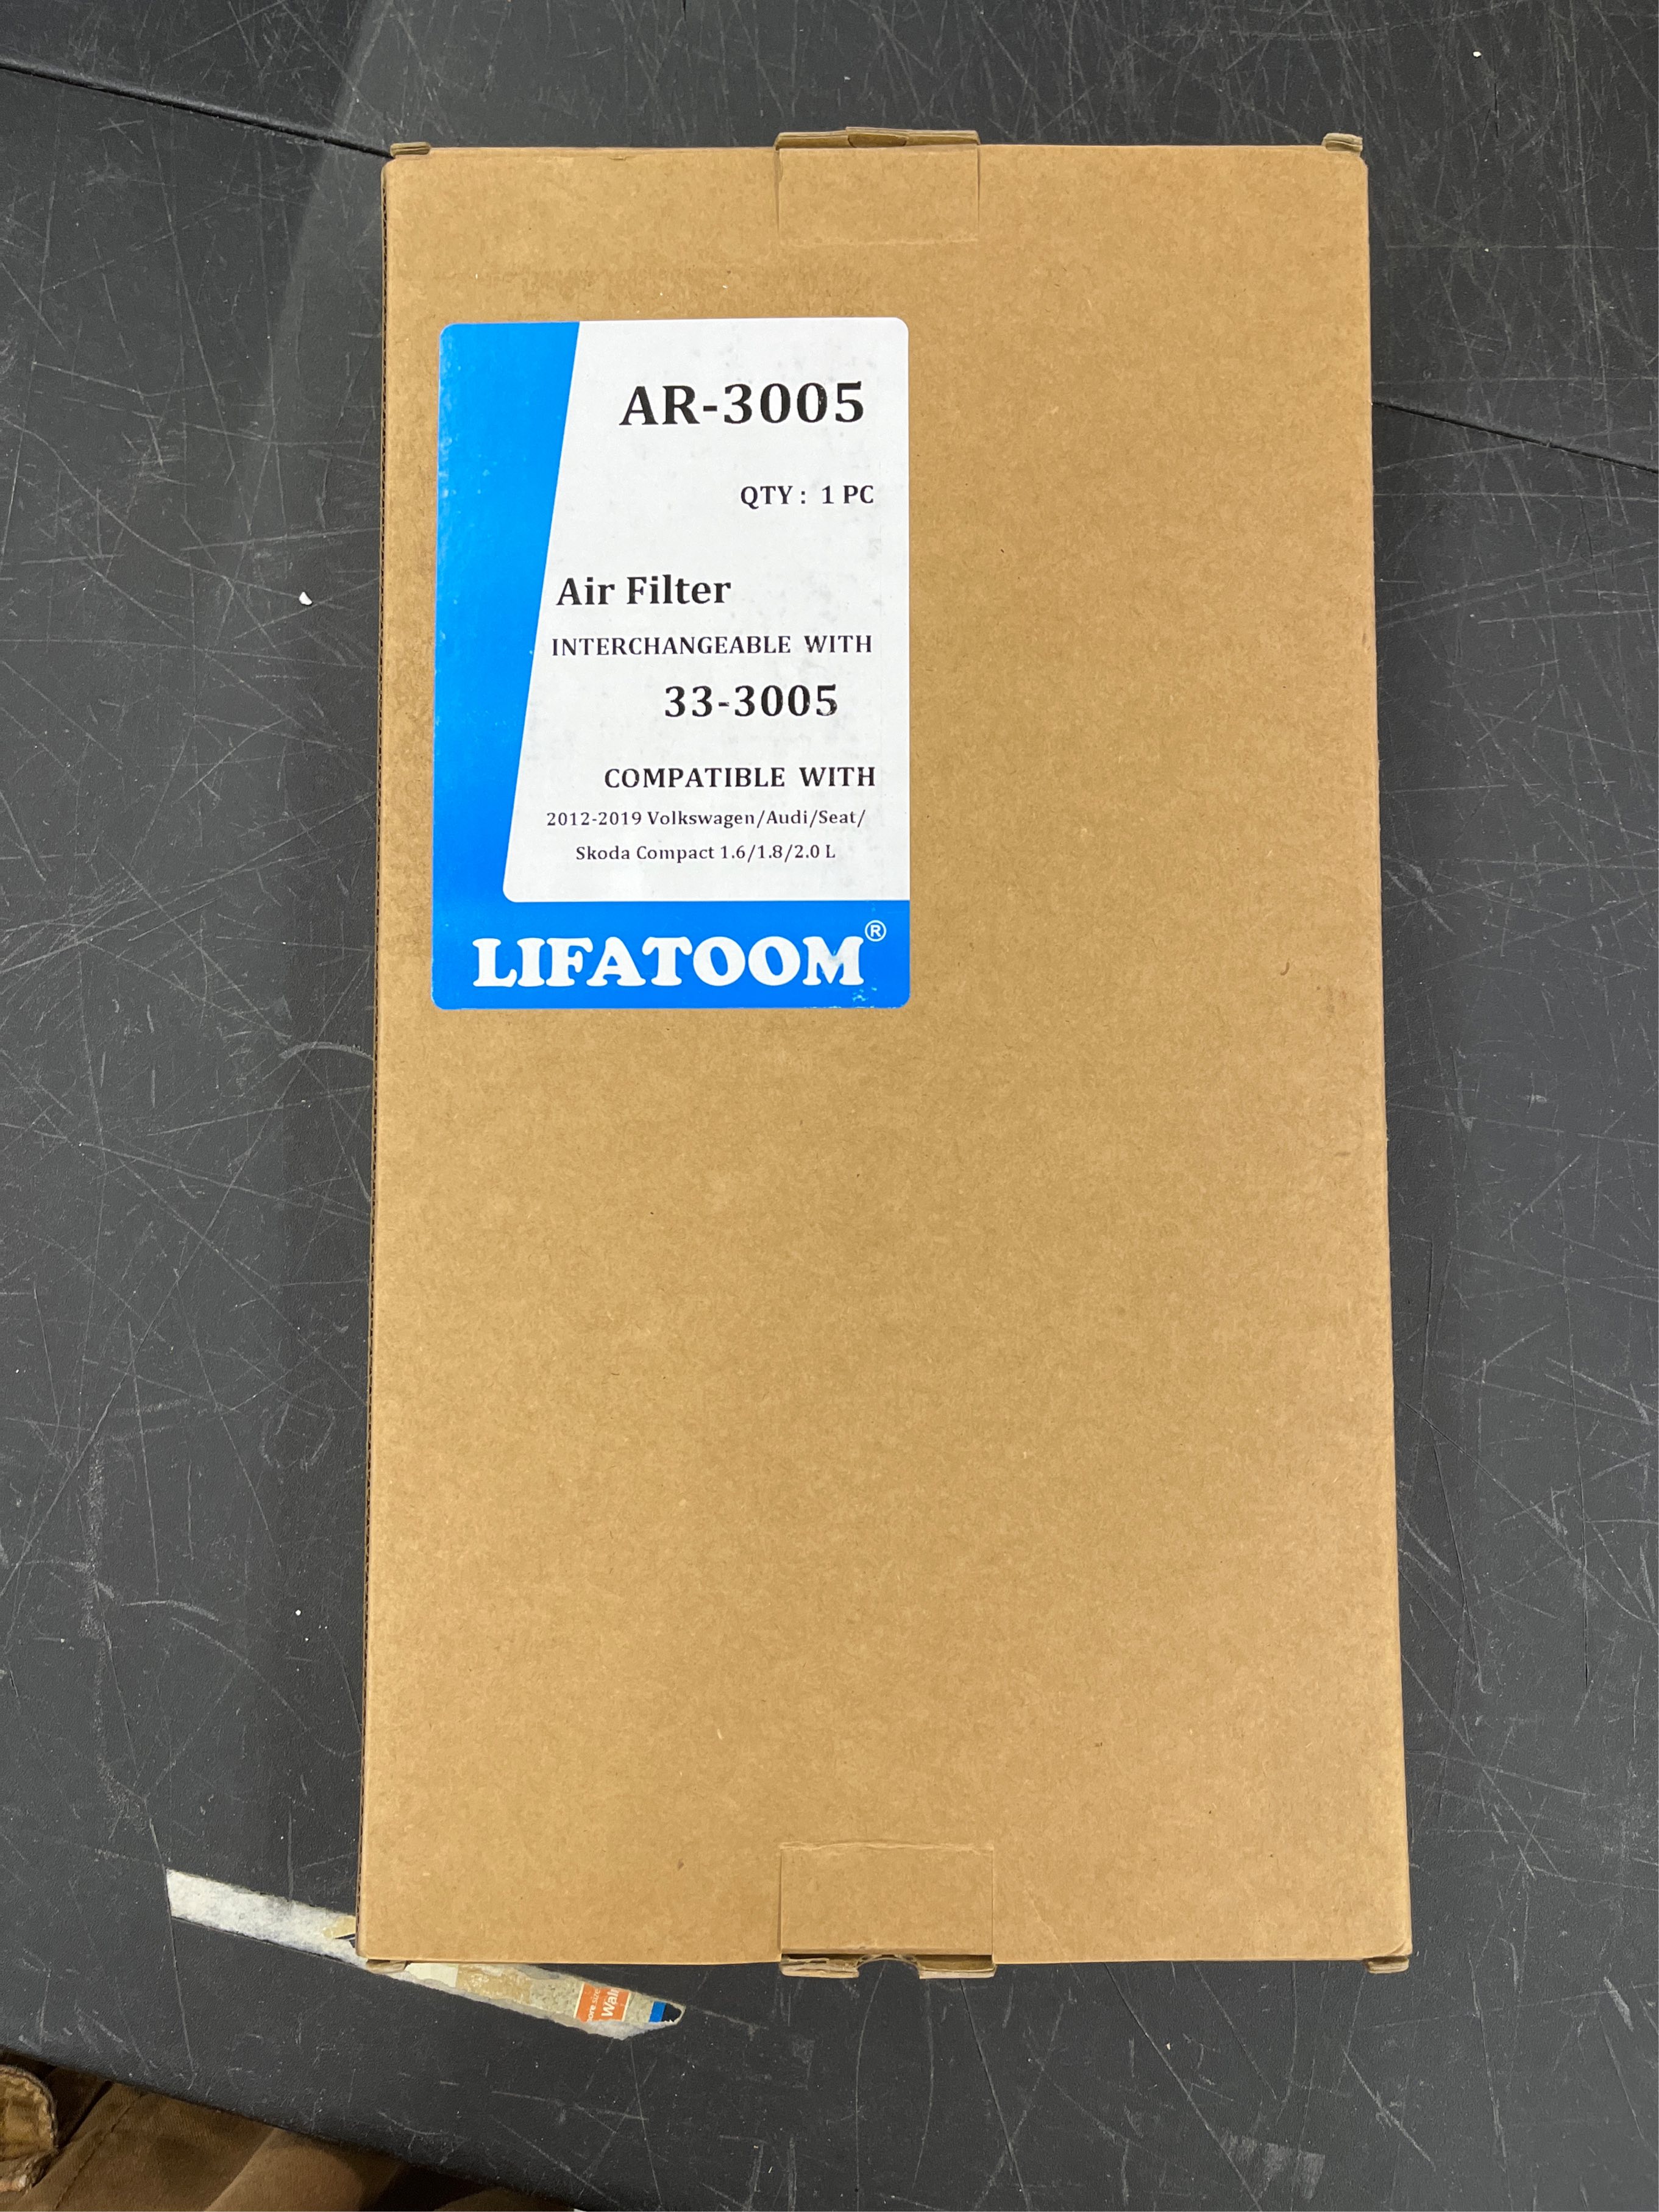 AR-3005
QTY : 1 PC
Air Filter
INTERCHANGEABLE WITH
33-3005
COMPATIBLE WITH
2012-2019 Volkswagen/Audi/Seat/
Skoda Compact 1.6/1.8/2.0 L
LIFATOOM®